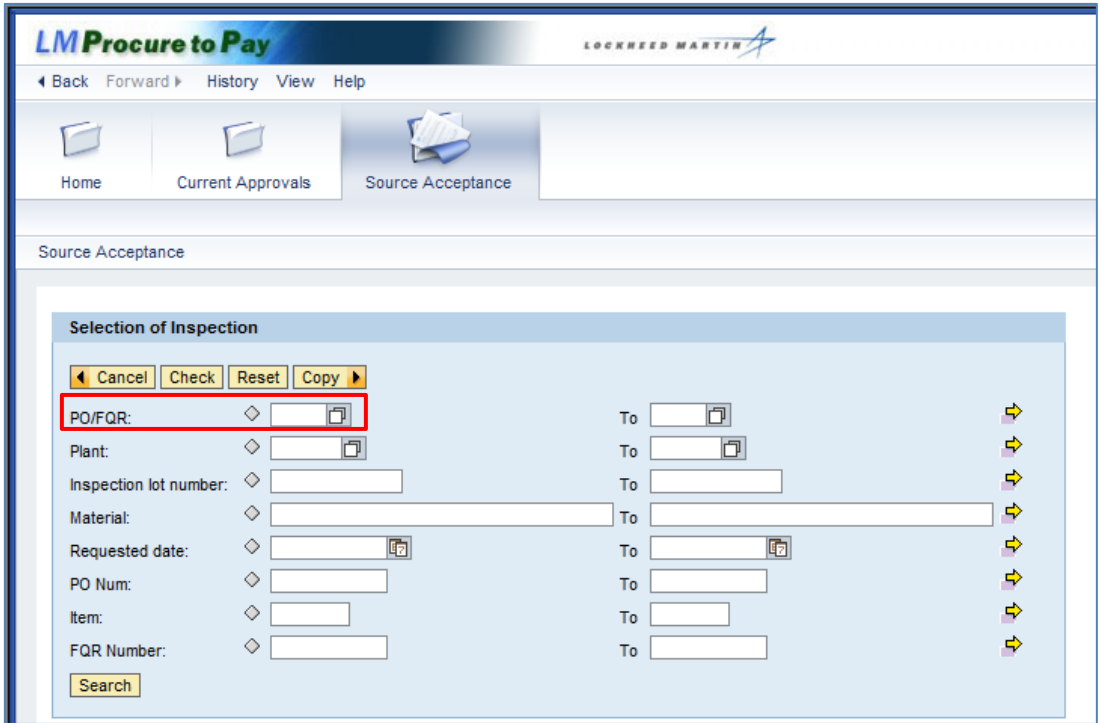 LM Procure to Pay
LOCKHEED MARTIN
Back Forward History View Help
Home Current Approvals Source Acceptance
Source Acceptance
Selection of Inspection
Cancel Check Reset Copy
PO/FQR: To
Plant: To
Inspection lot number: To
Material: To
Requested date: To
PO Num: To
Item: To
FQR Number: To
Search